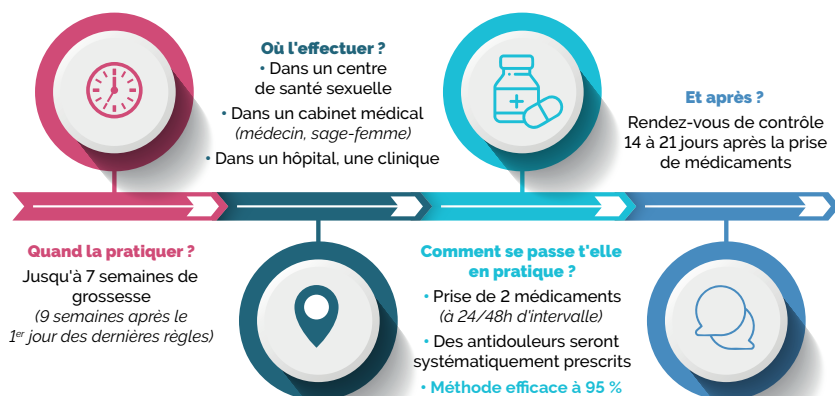 Quand la pratiquer ?
Jusqu'à 7 semaines de
grossesse
(9 semaines après le
1er jour des dernières règles)
Où l'effectuer ?
• Dans un centre
de santé sexuelle
• Dans un cabinet médical
(médecin, sage-femme)
• Dans un hôpital, une clinique
Comment se passe t'elle
en pratique ?
• Prise de 2 médicaments
(à 24/48h d'intervalle)
• Des antidouleurs seront
systématiquement prescrits
• Méthode efficace à 95 %
Et après ?
Rendez-vous de contrôle
14 à 21 jours après la prise
de médicaments